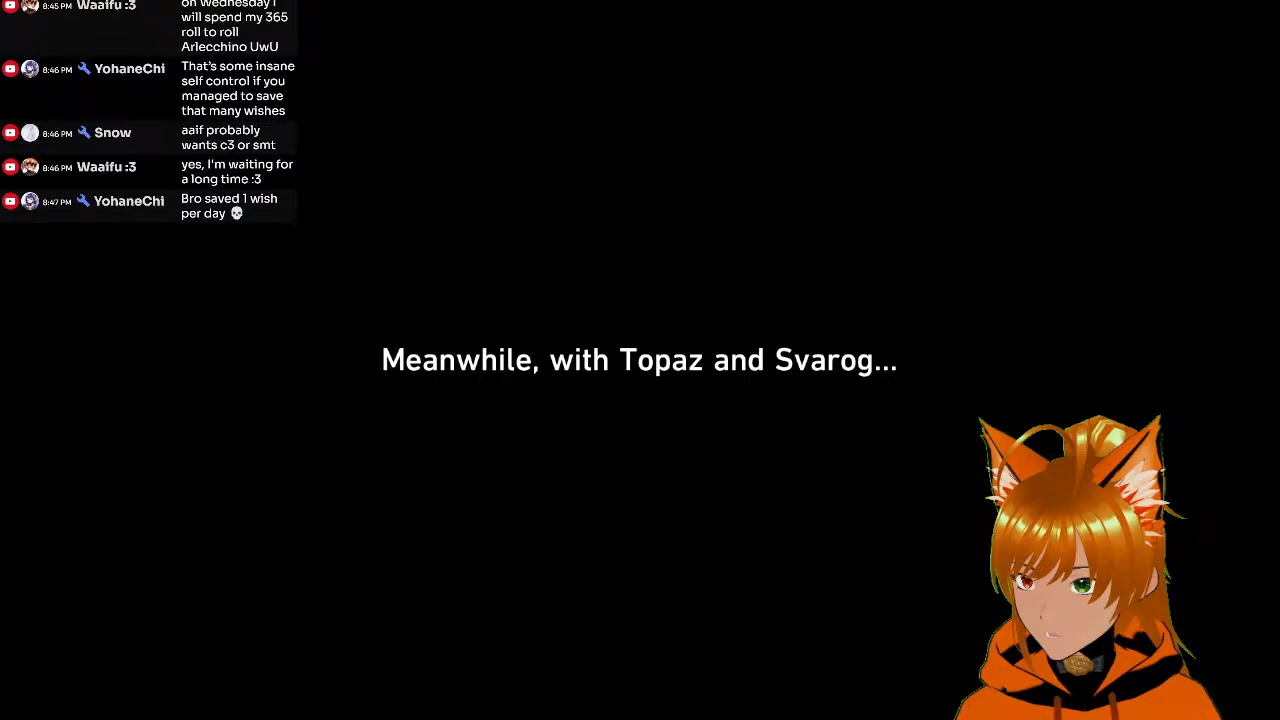 8:45 PM Waaifu :3 on Wednesday I
will spend my 365
roll to roll
Arlecchino UwU
8:46 PM YohaneChi That's some insane
self control if you
managed to save
that many wishes
8:46 PM Snow aaif probably
wants c3 or smt
8:46 PM Waaifu :3 yes, I'm waiting for
a long time :3
8:47 PM YohaneChi Bro saved 1 wish
per day 💀
Meanwhile, with Topaz and Svarog...